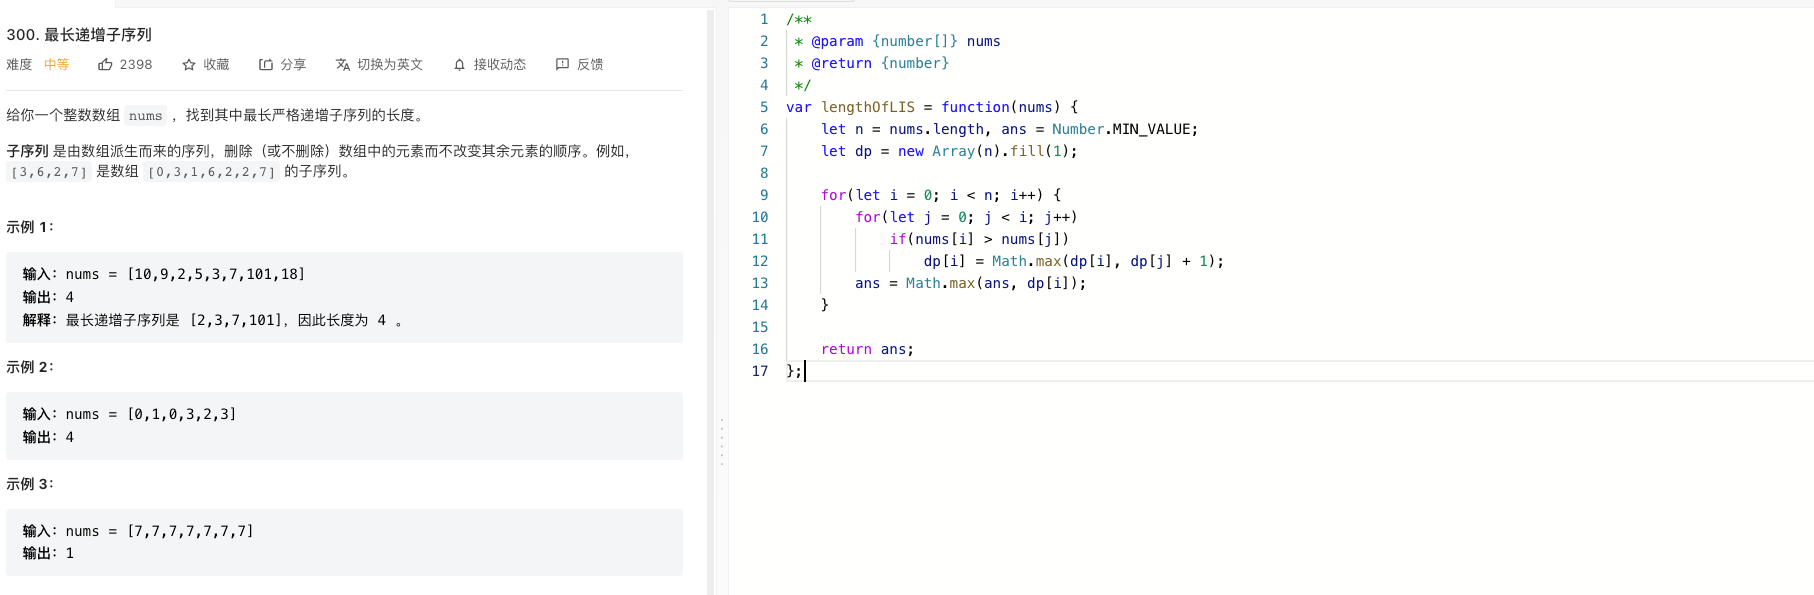 300. 最长递增子序列
难度 中等 2398 收藏 分享 切换为英文 接收动态 反馈
给你一个整数数组 nums ，找到其中最长严格递增子序列的长度。
子序列 是由数组派生而来的序列，删除（或不删除）数组中的元素而不改变其余元素的顺序。例如，
[3,6,2,7] 是数组 [0,3,1,6,2,2,7] 的子序列。
示例 1：
输入：nums = [10,9,2,5,3,7,101,18]
输出：4
解释：最长递增子序列是 [2,3,7,101]，因此长度为 4 。
示例 2：
输入：nums = [0,1,0,3,2,3]
输出：4
示例 3：
输入：nums = [7,7,7,7,7,7,7]
输出：1
1 /**
2  * @param {number[]} nums
3  * @return {number}
4  */
5 var lengthOfLIS = function(nums) {
6     let n = nums.length, ans = Number.MIN_VALUE;
7     let dp = new Array(n).fill(1);
8
9     for(let i = 0; i < n; i++) {
10         for(let j = 0; j < i; j++)
11             if(nums[i] > nums[j])
12                 dp[i] = Math.max(dp[i], dp[j] + 1);
13         ans = Math.max(ans, dp[i]);
14     }
15
16     return ans;
17 };